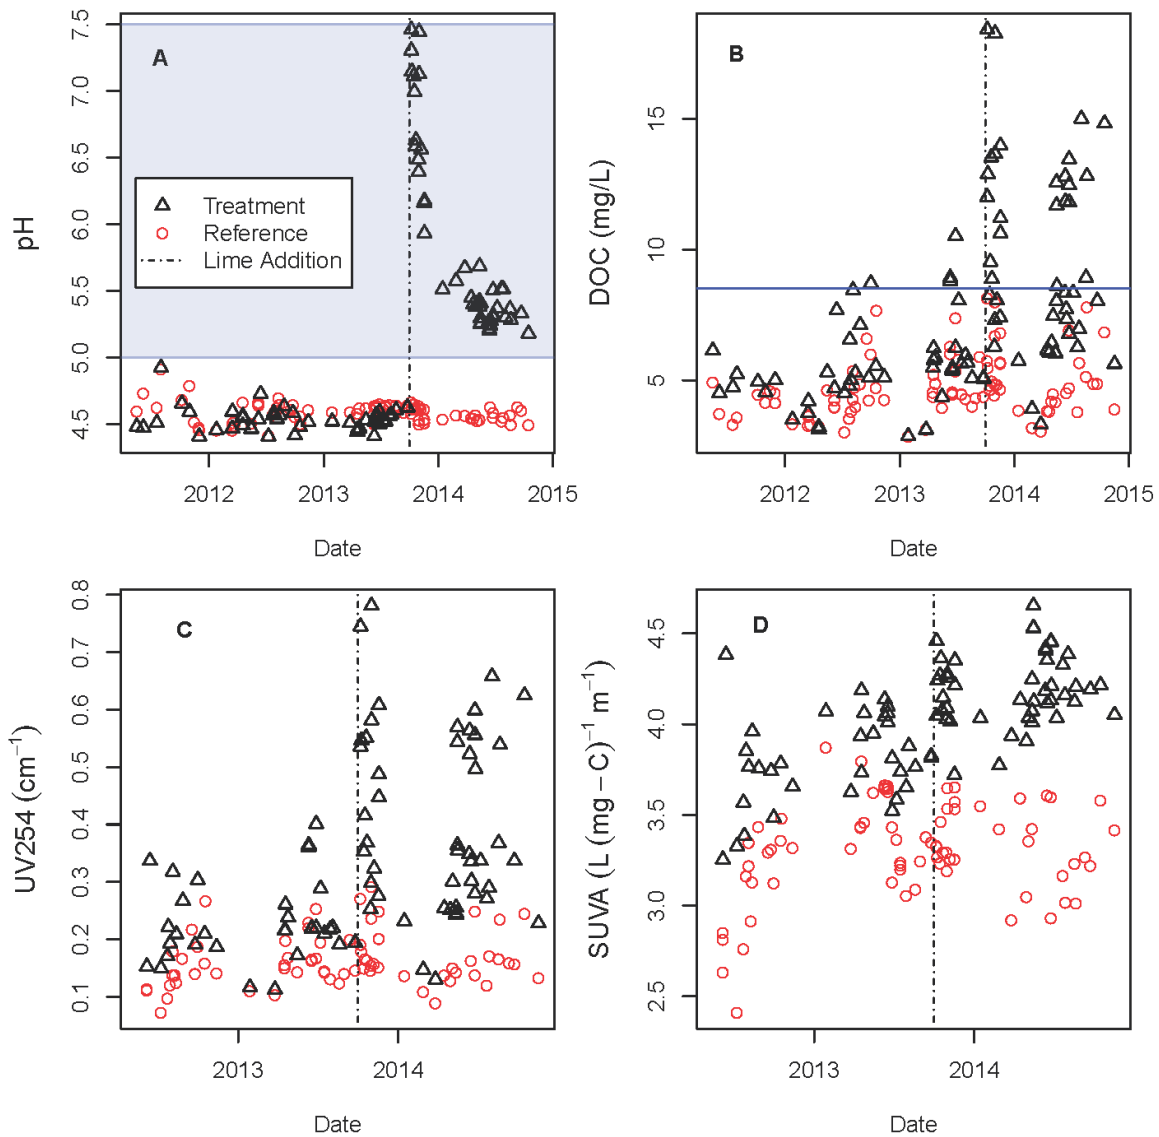 A
pH
7.5
7.0
6.5
6.0
5.5
5.0
4.5
Treatment
Reference
Lime Addition
2012 2013 2014 2015
Date
B
DOC (mg/L)
15
10
5
2012 2013 2014 2015
Date
C
UV254 (cm−1)
0.8
0.7
0.6
0.5
0.4
0.3
0.2
0.1
2013 2014
Date
D
SUVA (L (mg − C)−1 m−1)
4.5
4.0
3.5
3.0
2.5
2013 2014
Date